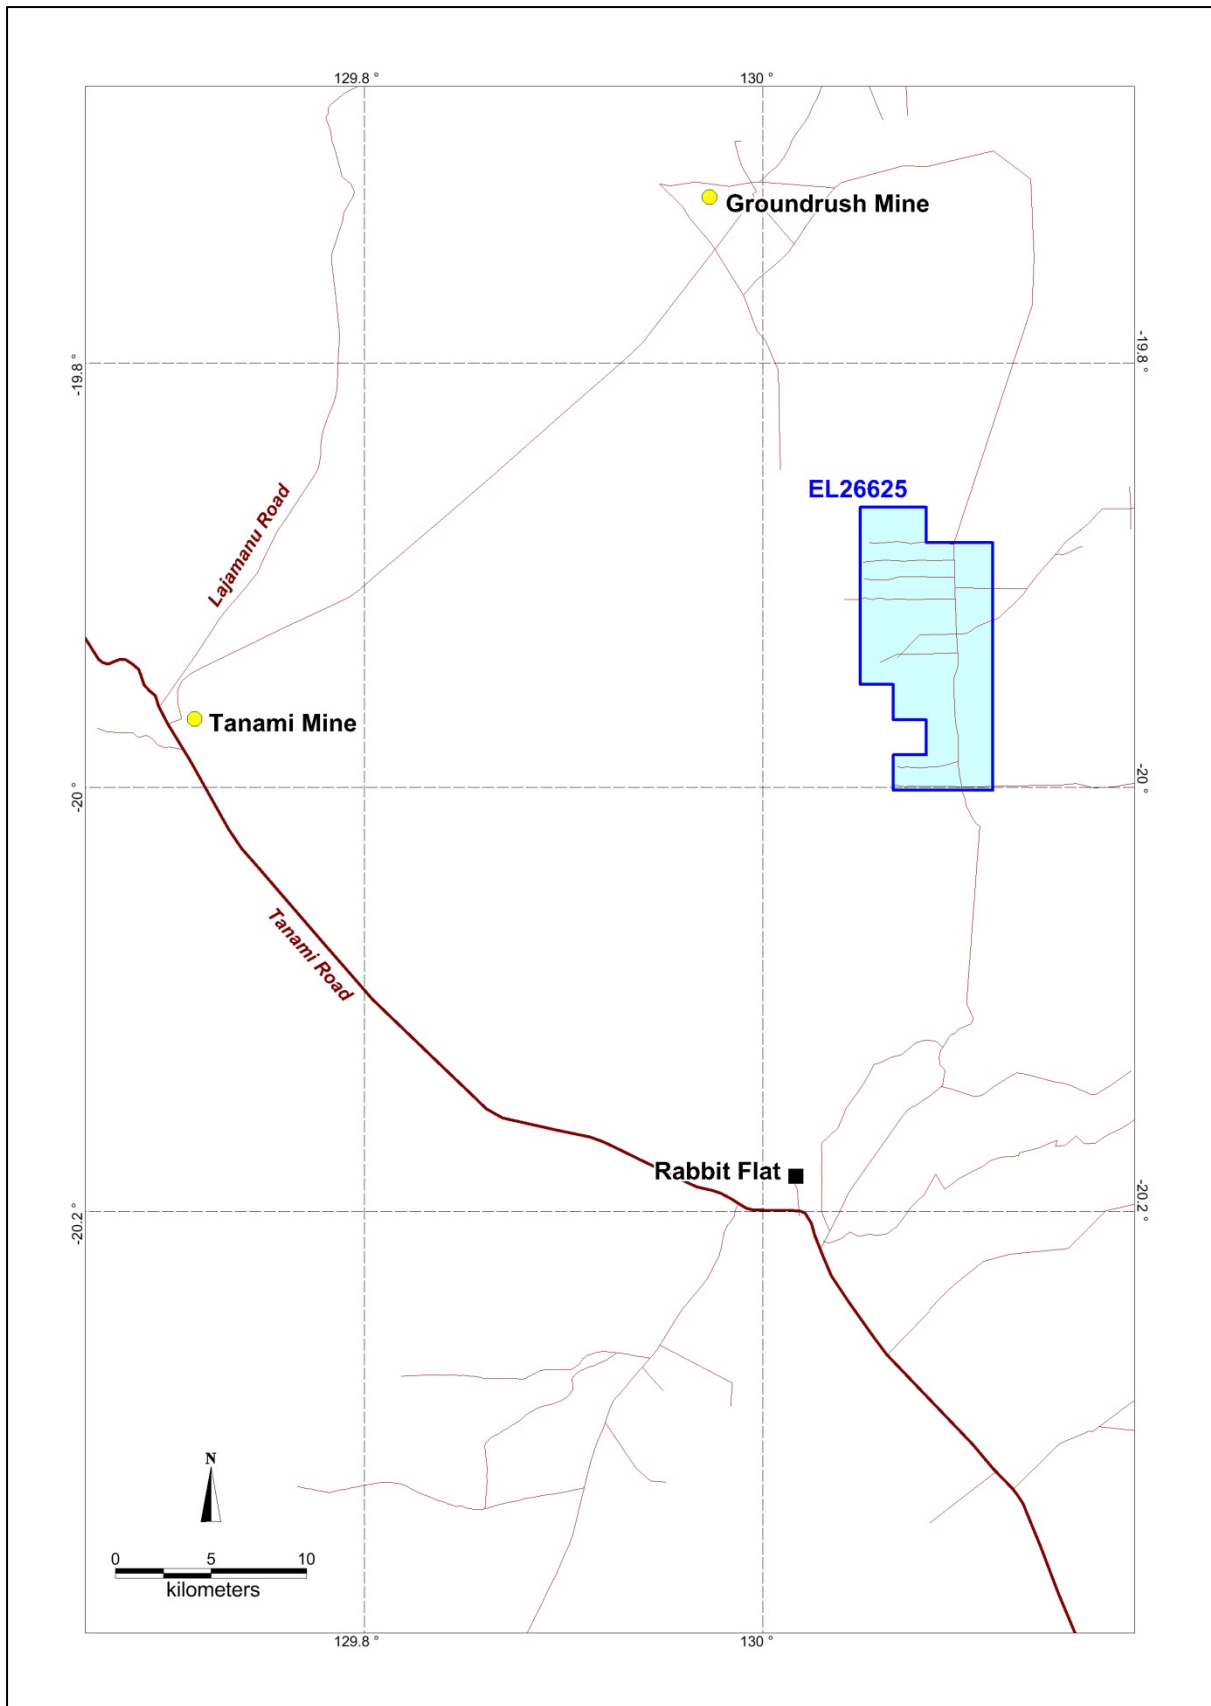 129.8 °
130 °
Groundrush Mine
-19.8 °
-19.8 °
EL26625
Lajamanu Road
Tanami Mine
-20 °
-20 °
Tanami Road
Rabbit Flat
-20.2 °
-20.2 °
N
0 5 10
kilometers
129.8 °
130 °